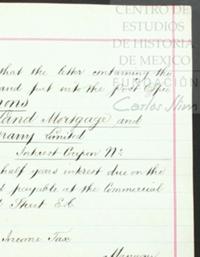 CENTRO DE
ESTUDIOS
DE HISTORIA
DE MEXICO
FUNDACIÓN
Carlos Slim
that the letter containing the
and put into the Post Office
Land Mortgage and
Limited
Interest Coupon No
half years interest due on the
payable at the Commercial
Street E.C.
Income Tax
Manager